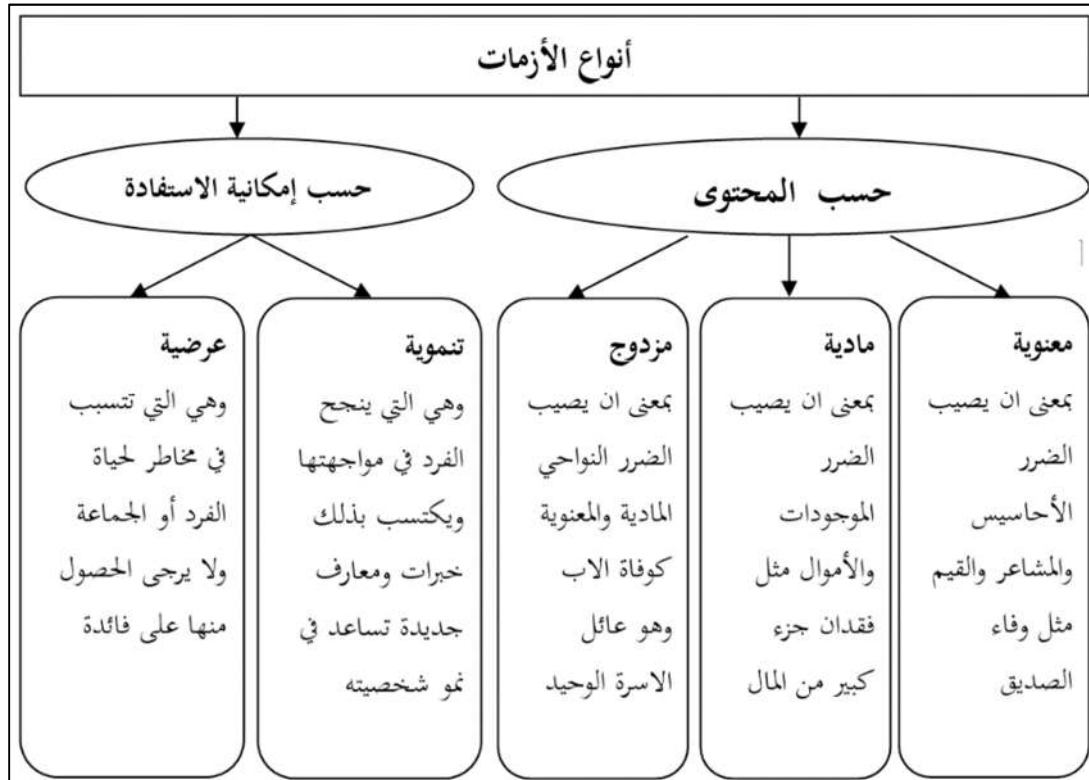 أنواع الأزمات
حسب المحتوى
حسب إمكانية الاستفادة
معنوية
بمعنى ان يصيب
الضرر
الأحاسيس
والمشاعر والقيم
مثل وفاء
الصديق
مادية
بمعنى ان يصيب
الضرر
الموجودات
والأموال مثل
فقدان جزء
كبير من المال
مزدوج
بمعنى ان يصيب
الضرر النواحي
المادية والمعنوية
كوفاة الاب
وهو عائل
الاسرة الوحيد
تنموية
وهي التي ينجح
الفرد في مواجهتها
ويكتسب بذلك
خبرات ومعارف
جديدة تساعد في
نمو شخصيته
عرضية
وهي التي تتسبب
في مخاطر لحياة
الفرد أو الجماعة
ولا يرجى الحصول
منها على فائدة